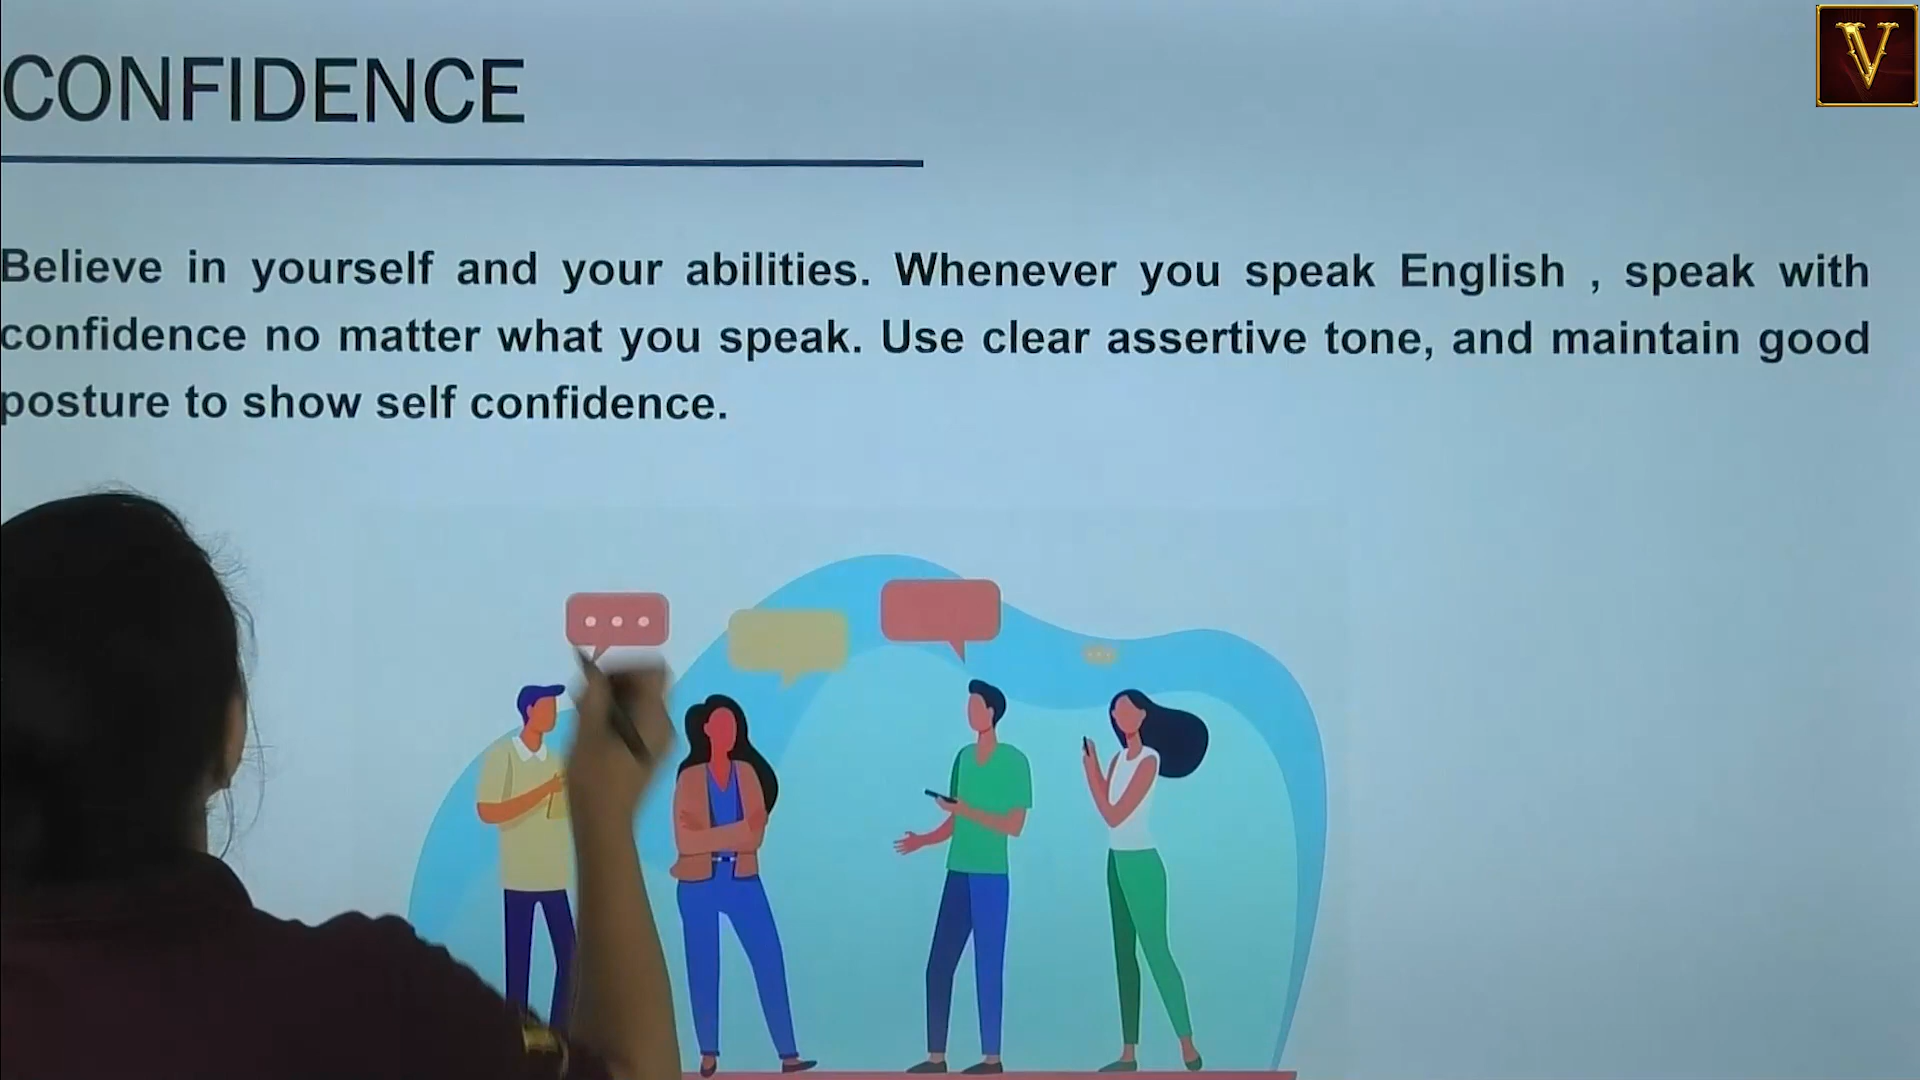 V
CONFIDENCE
Believe in yourself and your abilities. Whenever you speak English , speak with
confidence no matter what you speak. Use clear assertive tone, and maintain good
posture to show self confidence.